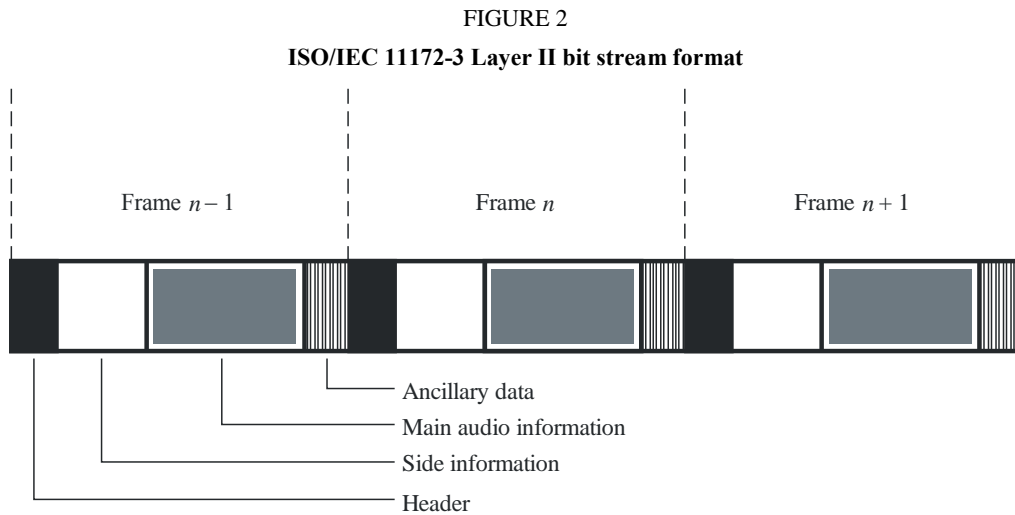 FIGURE 2
ISO/IEC 11172-3 Layer II bit stream format
Frame n – 1
Frame n
Frame n + 1
Ancillary data
Main audio information
Side information
Header